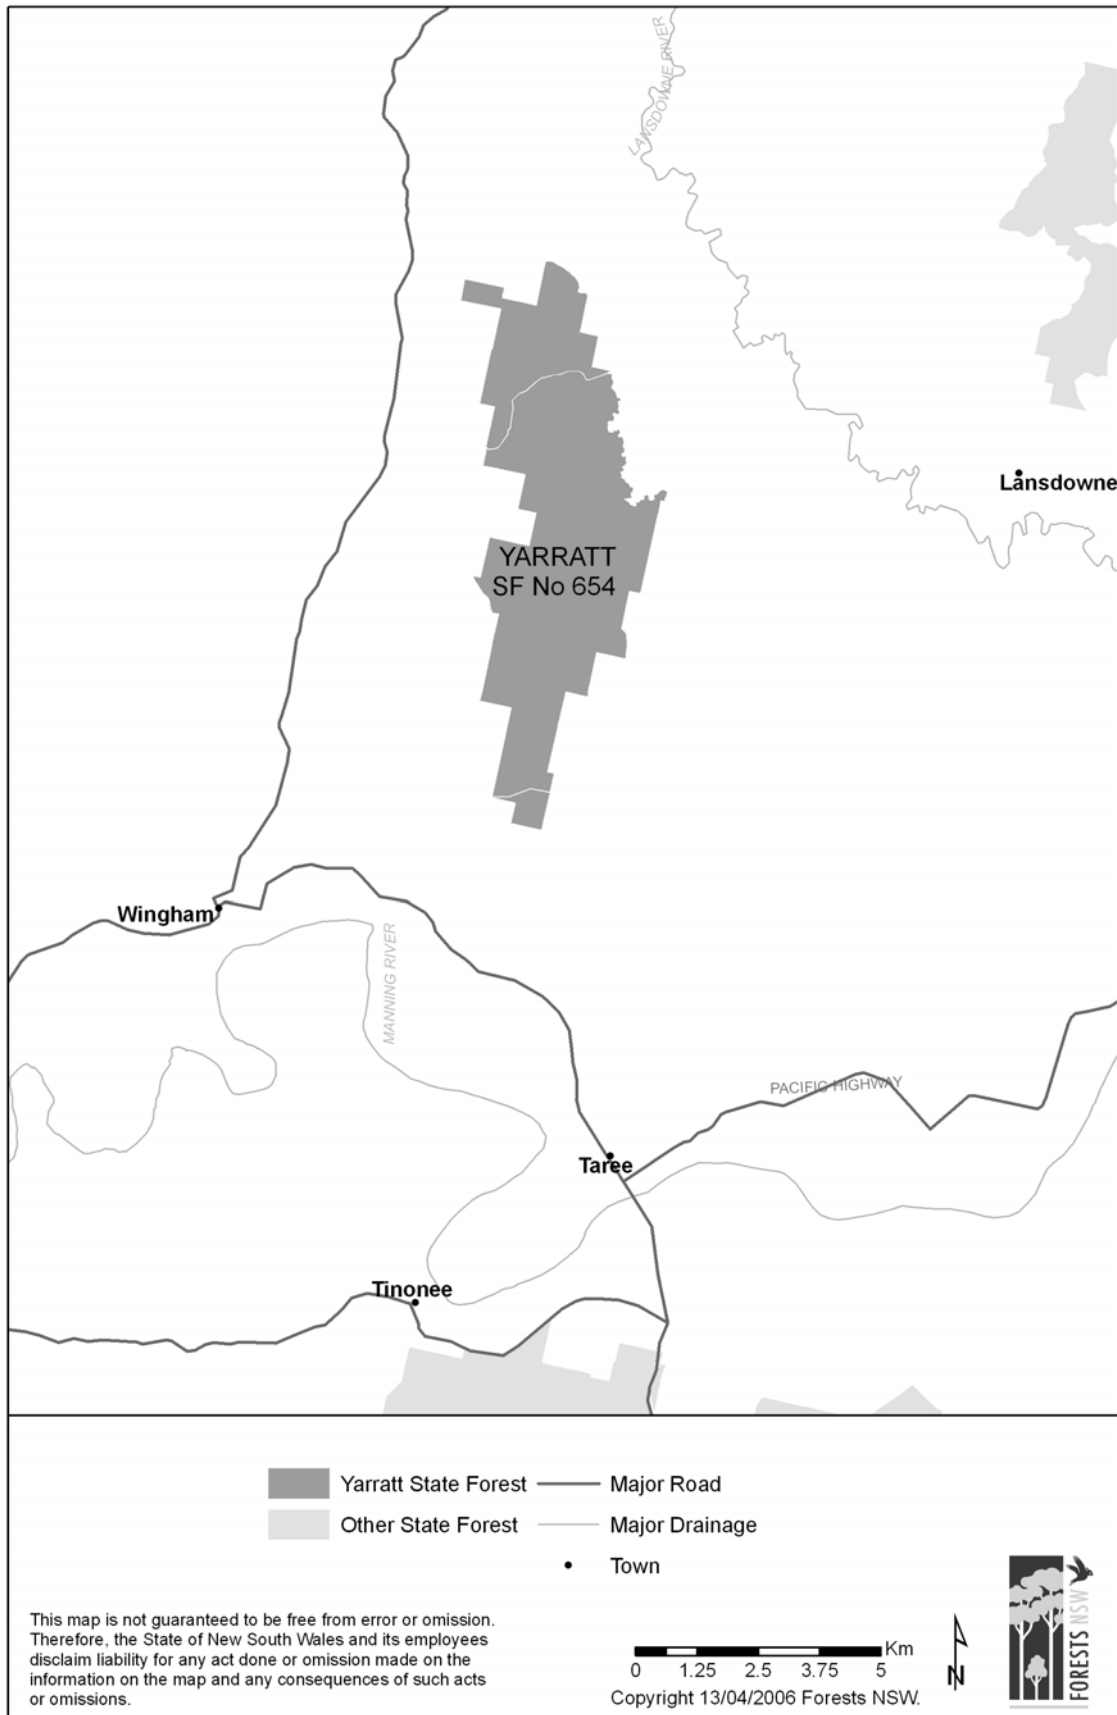 LANSDOWNE RIVER
Lansdowne
YARRATT
SF No 654
Wingham
MANNING RIVER
PACIFIC HIGHWAY
Taree
Tinonee
Yarratt State Forest
Major Road
Other State Forest
Major Drainage
Town
This map is not guaranteed to be free from error or omission.
Therefore, the State of New South Wales and its employees
disclaim liability for any act done or omission made on the
information on the map and any consequences of such acts
or omissions.
Km
0 1.25 2.5 3.75 5
Copyright 13/04/2006 Forests NSW.
N
FORESTS NSW